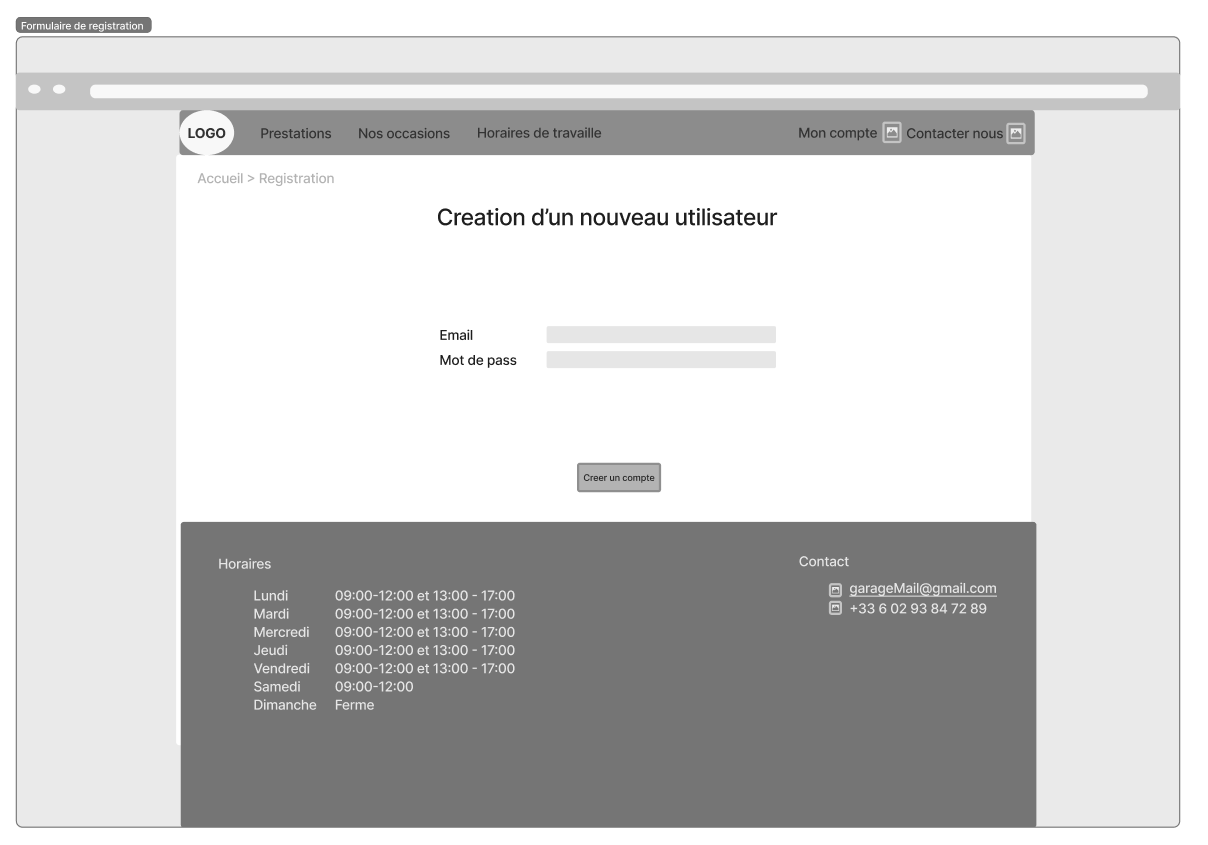 Formulaire de registration
LOGO Prestations Nos occasions Horaires de travaille Mon compte Contacter nous
Accueil > Registration
Creation d'un nouveau utilisateur
Email
Mot de pass
Creer un compte
Horaires
Lundi 09:00-12:00 et 13:00 - 17:00
Mardi 09:00-12:00 et 13:00 - 17:00
Mercredi 09:00-12:00 et 13:00 - 17:00
Jeudi 09:00-12:00 et 13:00 - 17:00
Vendredi 09:00-12:00 et 13:00 - 17:00
Samedi 09:00-12:00
Dimanche Ferme
Contact
garageMail@gmail.com
+33 6 02 93 84 72 89